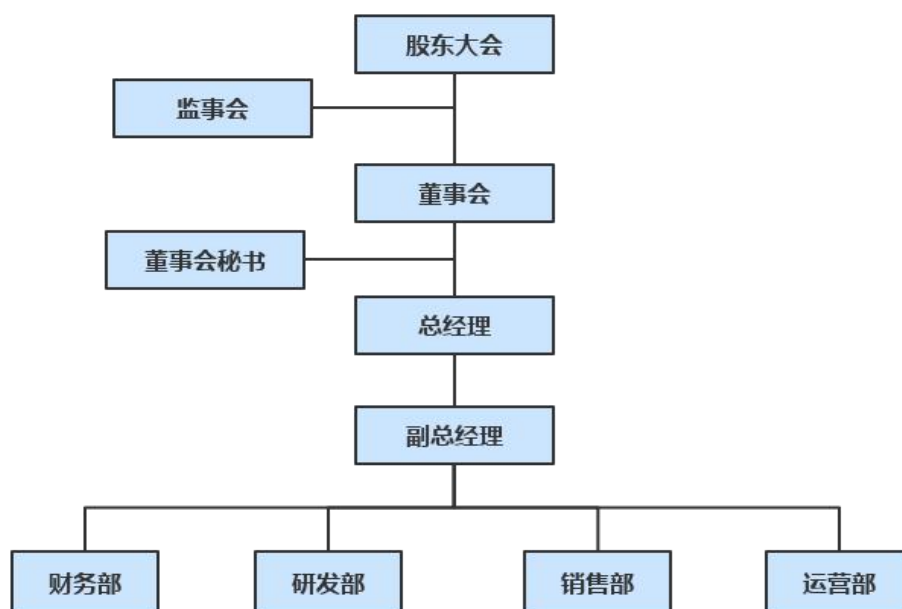 股东大会
监事会
董事会
董事会秘书
总经理
副总经理
财务部
研发部
销售部
运营部